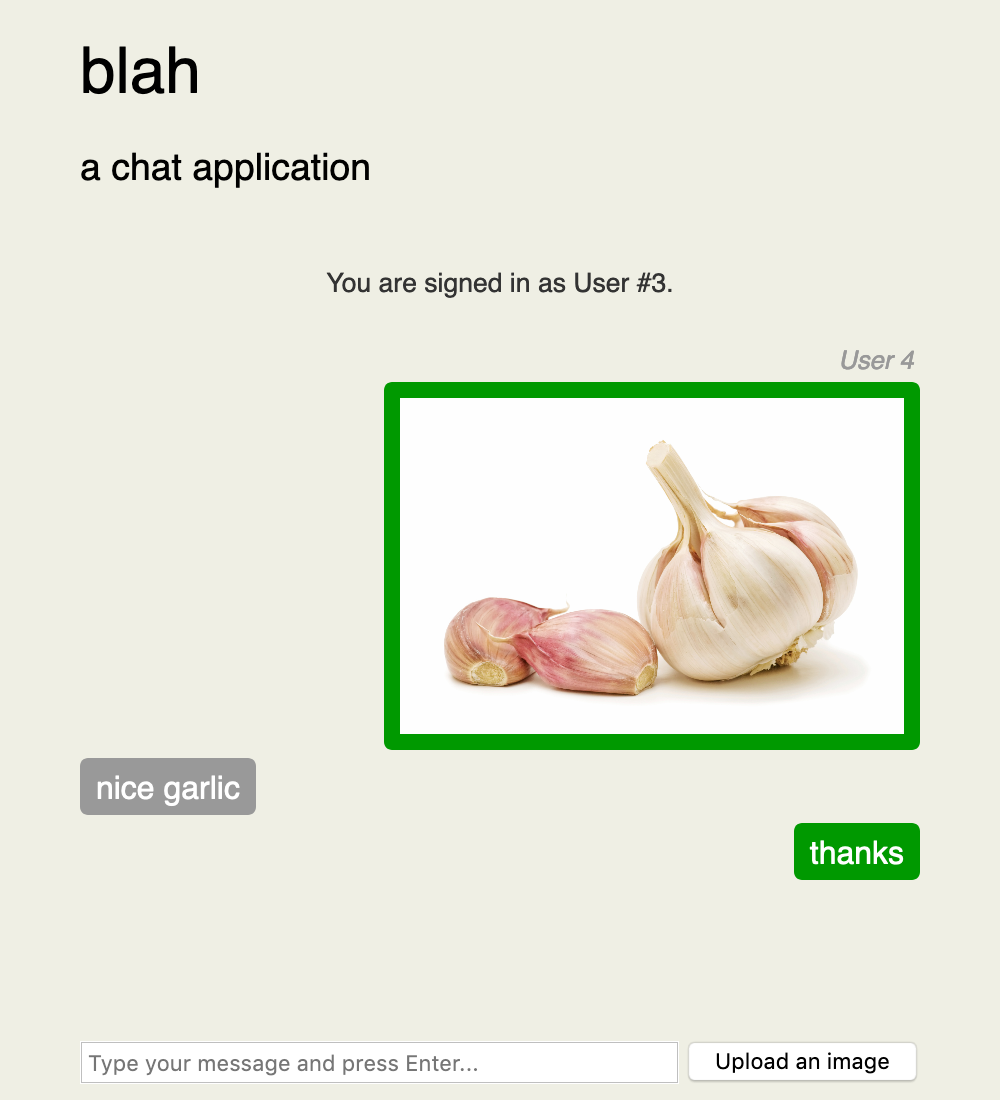 blah
a chat application
You are signed in as User #3.
User 4
nice garlic
thanks
Type your message and press Enter...
Upload an image